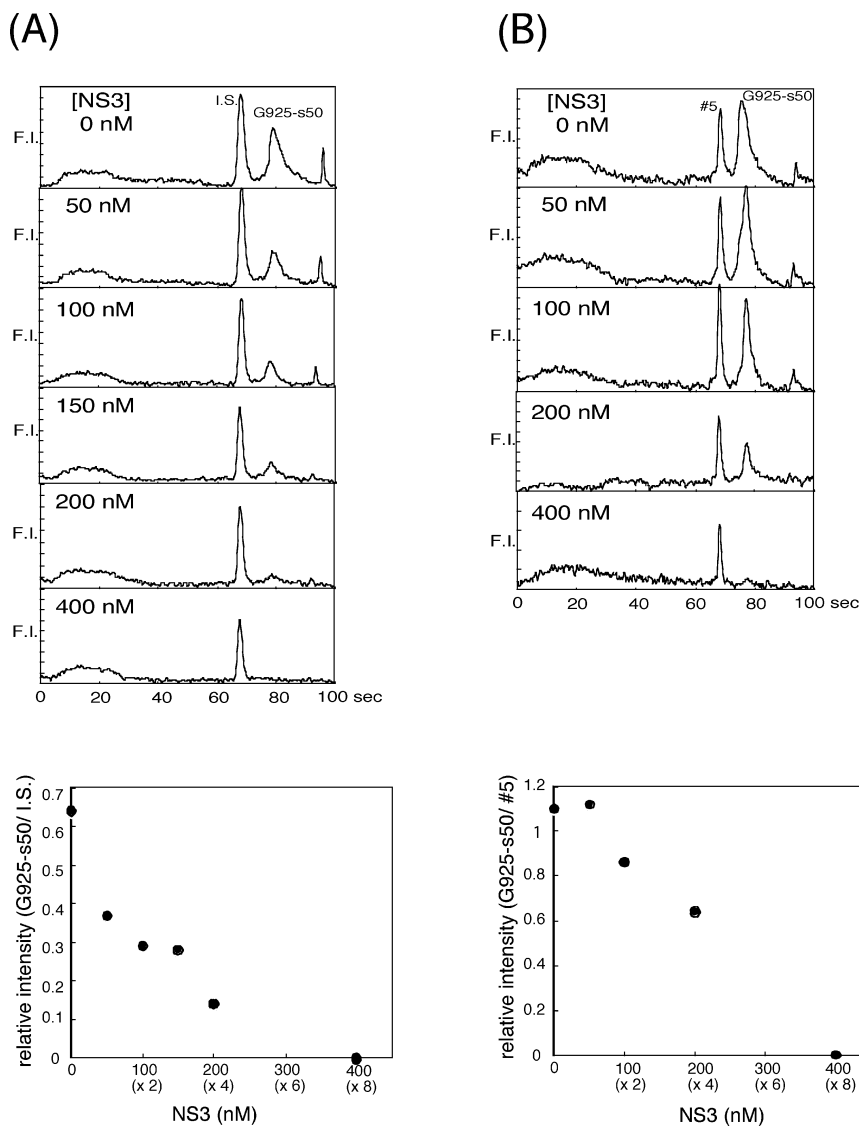 (A)
[NS3]
0 nM
I.S.
G925-s50
F.I.
50 nM
F.I.
100 nM
F.I.
150 nM
F.I.
200 nM
F.I.
400 nM
F.I.
0 20 40 60 80 100 sec
(B)
[NS3]
0 nM
#5
G925-s50
F.I.
50 nM
F.I.
100 nM
F.I.
200 nM
F.I.
400 nM
F.I.
0 20 40 60 80 100 sec
relative intensity (G925-s50/ I.S.)
0.7
0.6
0.5
0.4
0.3
0.2
0.1
0
0 100 200 300 400
(x 2) (x 4) (x 6) (x 8)
NS3 (nM)
relative intensity (G925-s50/ #5)
1.2
1
0.8
0.6
0.4
0.2
0
0 100 200 300 400
(x 2) (x 4) (x 6) (x 8)
NS3 (nM)